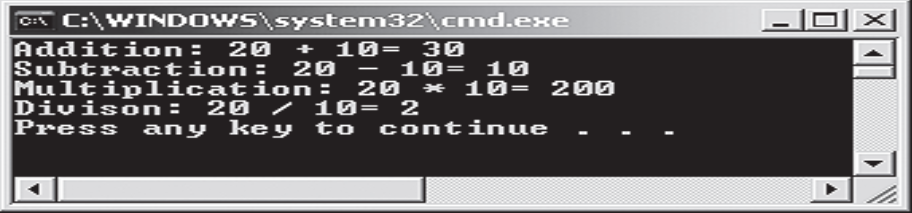 C:\WINDOWS\system32\cmd.exe
Addition: 20 + 10= 30
Subtraction: 20 - 10= 10
Multiplication: 20 * 10= 200
Divison: 20 / 10= 2
Press any key to continue . . .